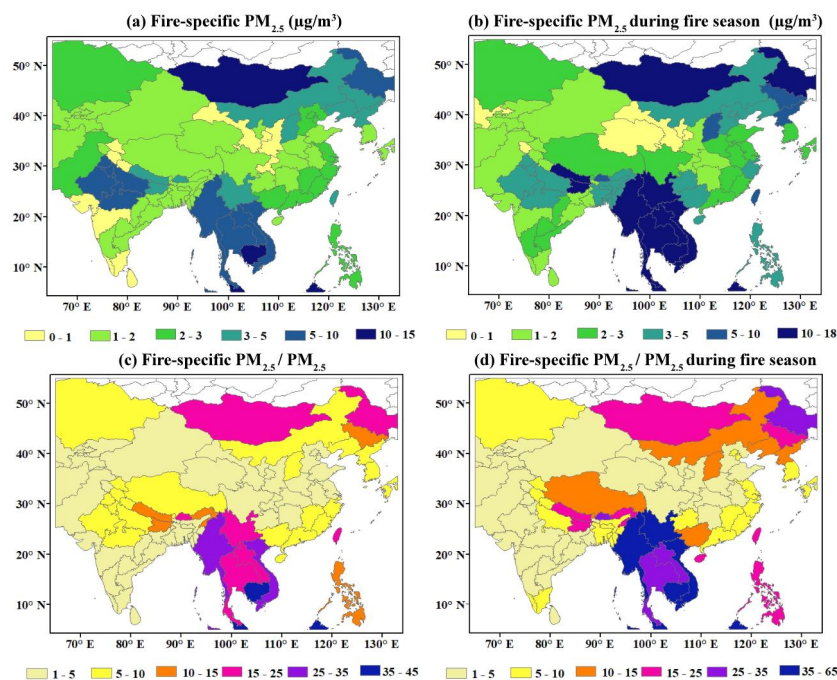 (a) Fire-specific PM2.5 (µg/m³)
(b) Fire-specific PM2.5 during fire season (µg/m³)
50° N
40° N
30° N
20° N
10° N
70° E 80° E 90° E 100° E 110° E 120° E 130° E
0 - 1 1 - 2 2 - 3 3 - 5 5 - 10 10 - 15
50° N
40° N
30° N
20° N
10° N
70° E 80° E 90° E 100° E 110° E 120° E 130° E
0 - 1 1 - 2 2 - 3 3 - 5 5 - 10 10 - 18
(c) Fire-specific PM2.5 / PM2.5
(d) Fire-specific PM2.5 / PM2.5 during fire season
50° N
40° N
30° N
20° N
10° N
70° E 80° E 90° E 100° E 110° E 120° E 130° E
1 - 5 5 - 10 10 - 15 15 - 25 25 - 35 35 - 45
50° N
40° N
30° N
20° N
10° N
70° E 80° E 90° E 100° E 110° E 120° E 130° E
1 - 5 5 - 10 10 - 15 15 - 25 25 - 35 35 - 65